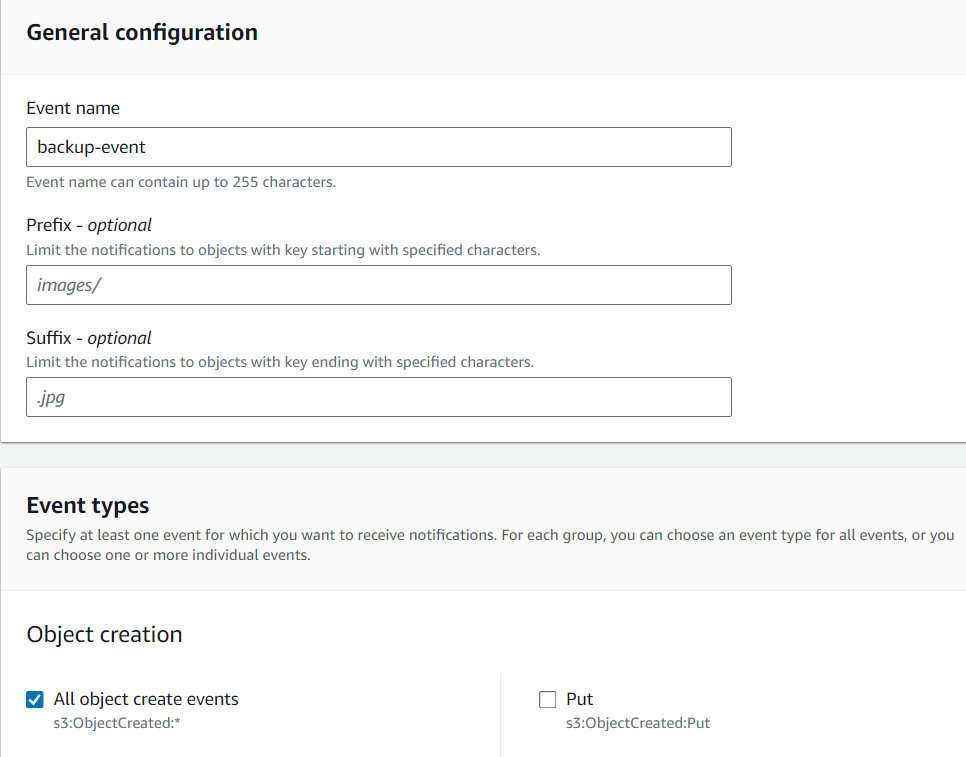 General configuration
Event name
backup-event
Event name can contain up to 255 characters.
Prefix - optional
Limit the notifications to objects with key starting with specified characters.
images/
Suffix - optional
Limit the notifications to objects with key ending with specified characters.
.jpg
Event types
Specify at least one event for which you want to receive notifications. For each group, you can choose an event type for all events, or you
can choose one or more individual events.
Object creation
All object create events
s3:ObjectCreated:*
Put
s3:ObjectCreated:Put